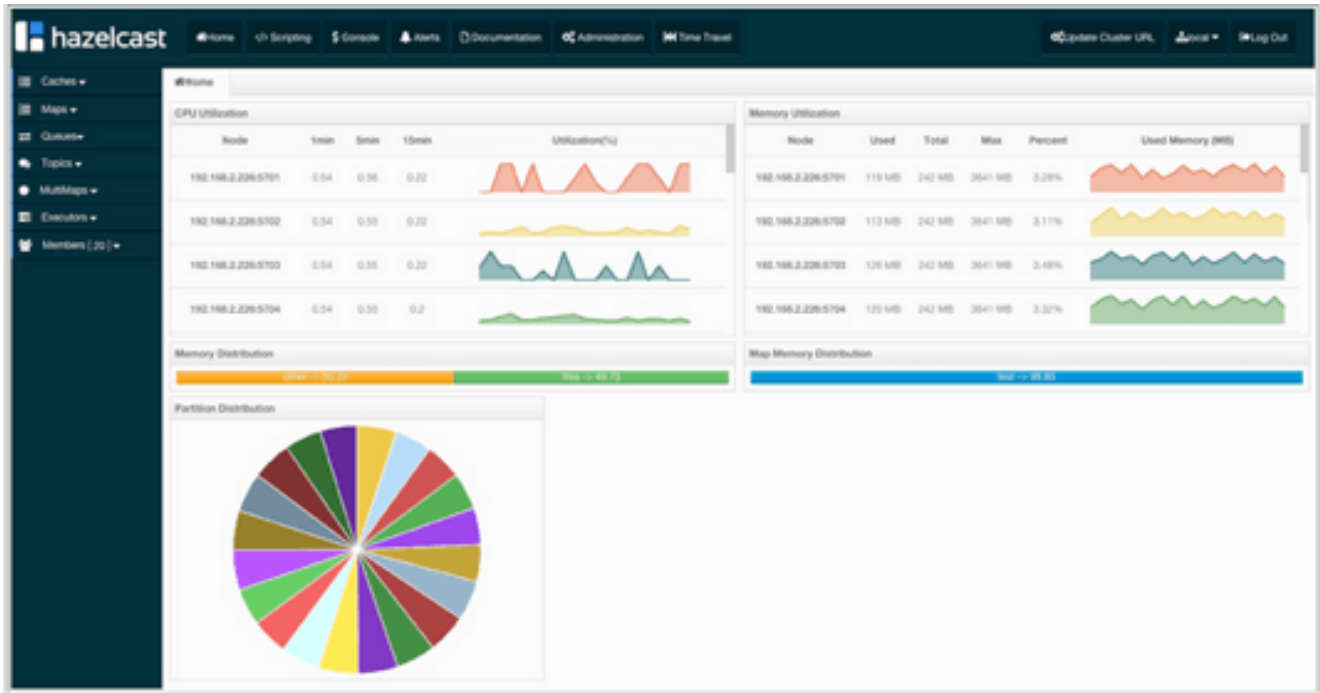 hazelcast
Home </> Scripting $ Console Alerts Documentation Administration Time Travel Update Cluster URL local Log Out
Caches
Maps
Queues
Topics
MultiMaps
Executors
Members [ 20 ]
Home
CPU Utilization
Node 1min 5min 15min Utilization(%)
192.168.2.226:5701 0.54 0.56 0.22
192.168.2.226:5702 0.54 0.55 0.22
192.168.2.226:5703 0.54 0.55 0.22
192.168.2.226:5704 0.54 0.55 0.2
Memory Utilization
Node Used Total Max Percent Used Memory (MB)
192.168.2.226:5701 119 MB 242 MB 3641 MB 3.28%
192.168.2.226:5702 113 MB 242 MB 3641 MB 3.11%
192.168.2.226:5703 126 MB 242 MB 3641 MB 3.48%
192.168.2.226:5704 120 MB 242 MB 3641 MB 3.32%
Memory Distribution
other ->
Map Memory Distribution
test -> 99.85
Partition Distribution